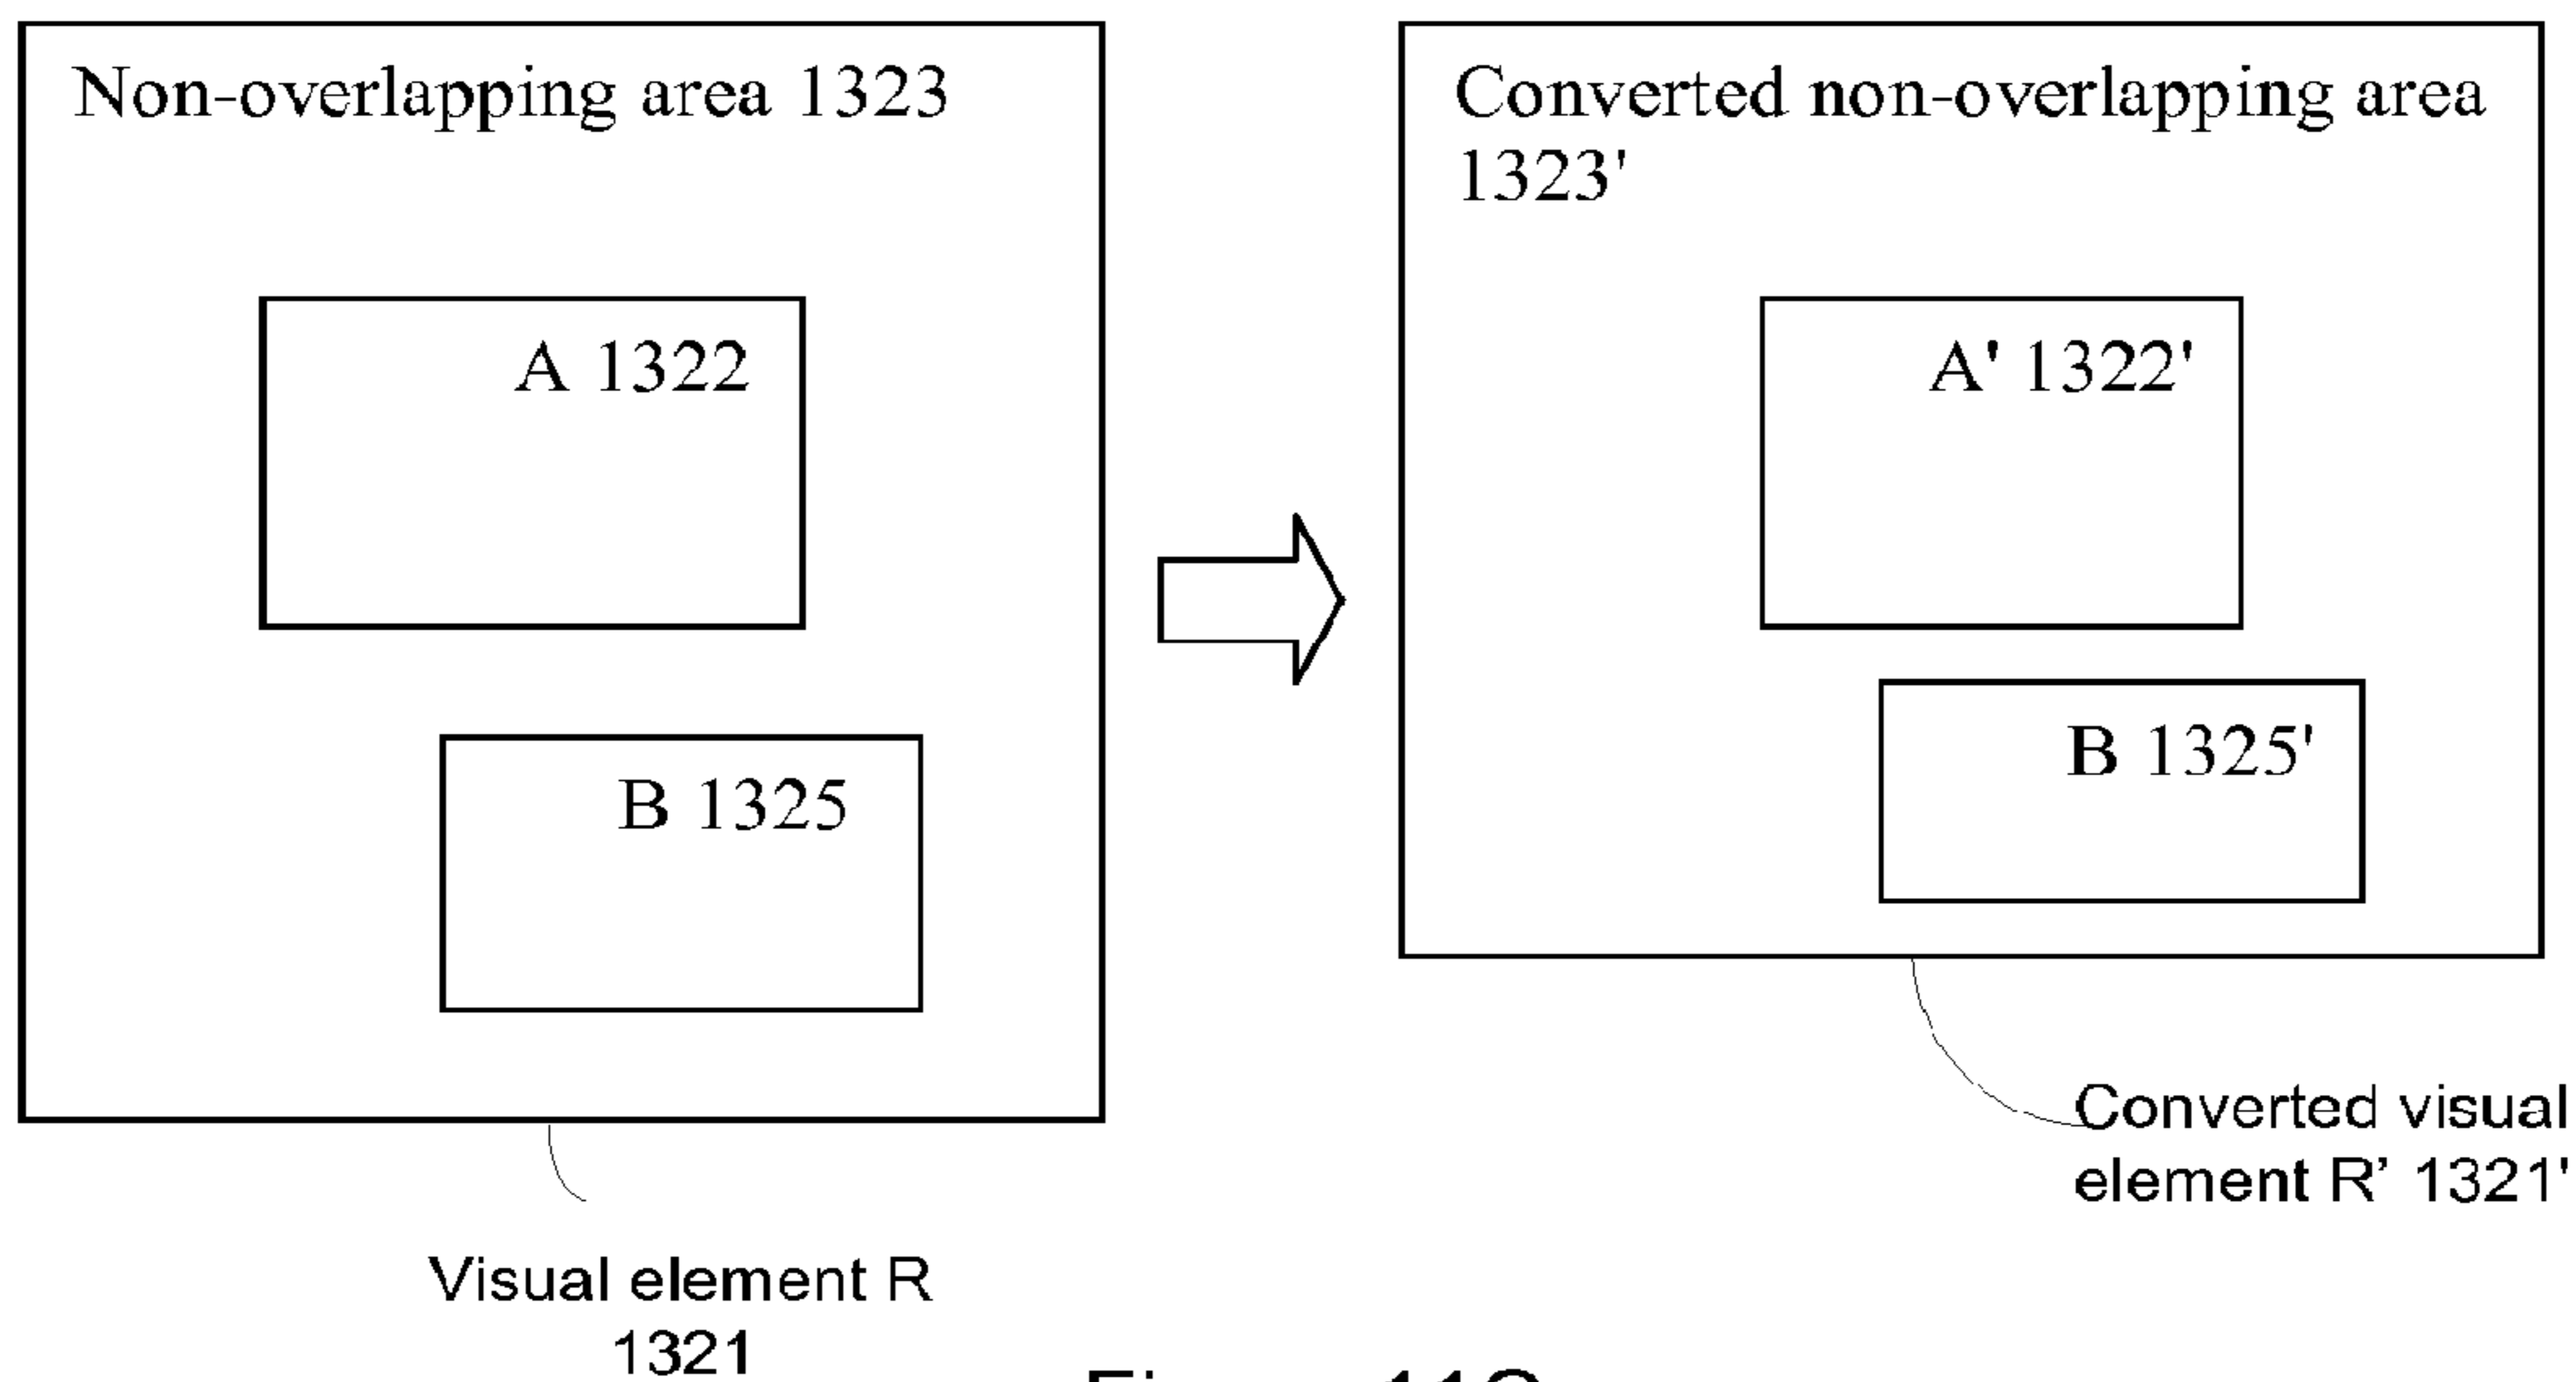 Non-overlapping area 1323
A 1322
B 1325
Visual element R
1321
Converted non-overlapping area
1323'
A' 1322'
B 1325'
Converted visual
element R’ 1321'